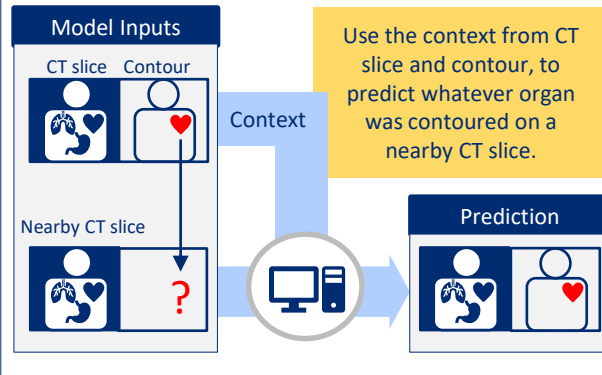 Model Inputs
CT slice Contour
Context
Use the context from CT
slice and contour, to
predict whatever organ
was contoured on a
nearby CT slice.
Nearby CT slice
?
Prediction